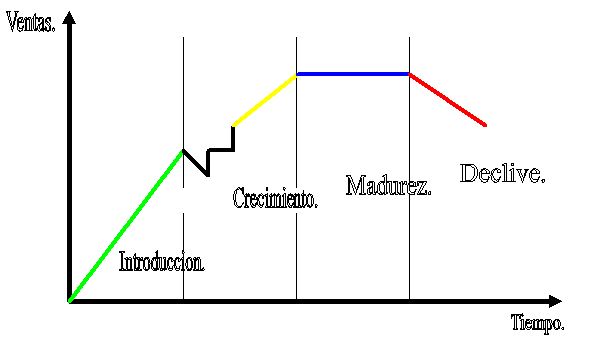 Ventas.
Declive.
Madurez.
Crecimiento.
Introduccion.
Tiempo.